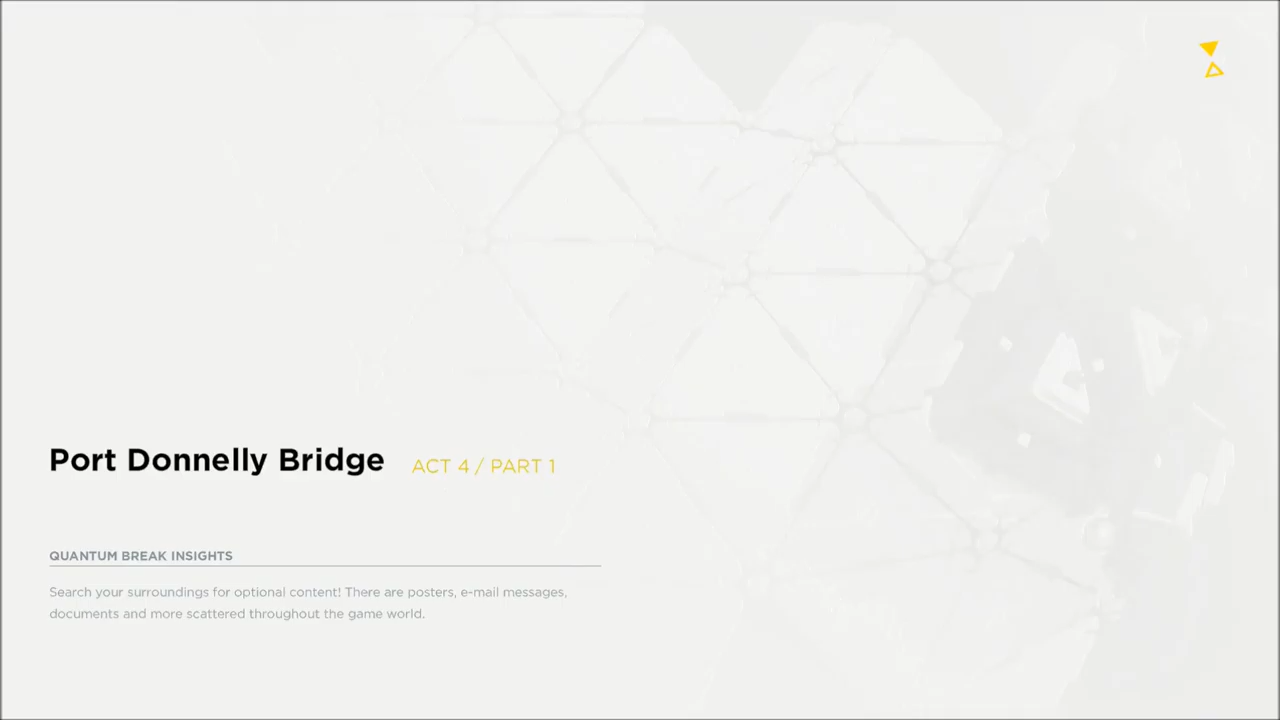 Port Donnelly Bridge ACT 4 / PART 1
QUANTUM BREAK INSIGHTS
Search your surroundings for optional content! There are posters, e-mail messages,
documents and more scattered throughout the game world.